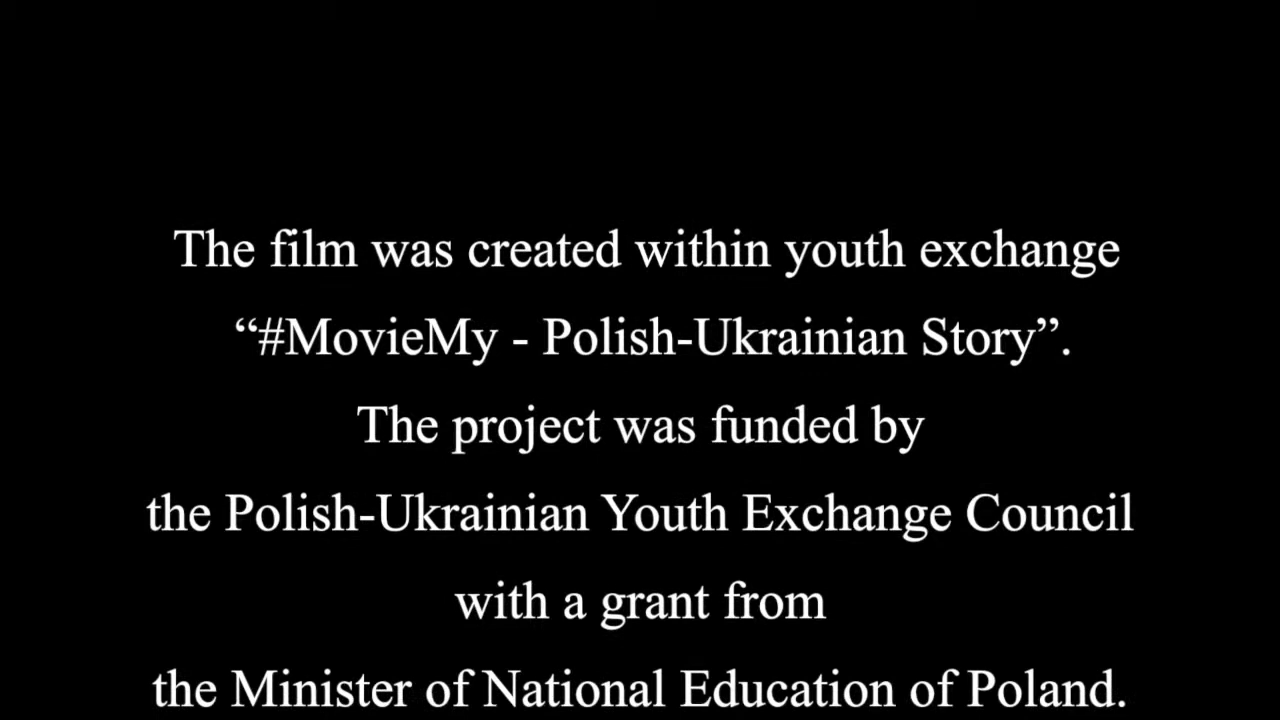 The film was created within youth exchange
“#MovieMy - Polish-Ukrainian Story”.
The project was funded by
the Polish-Ukrainian Youth Exchange Council
with a grant from
the Minister of National Education of Poland.